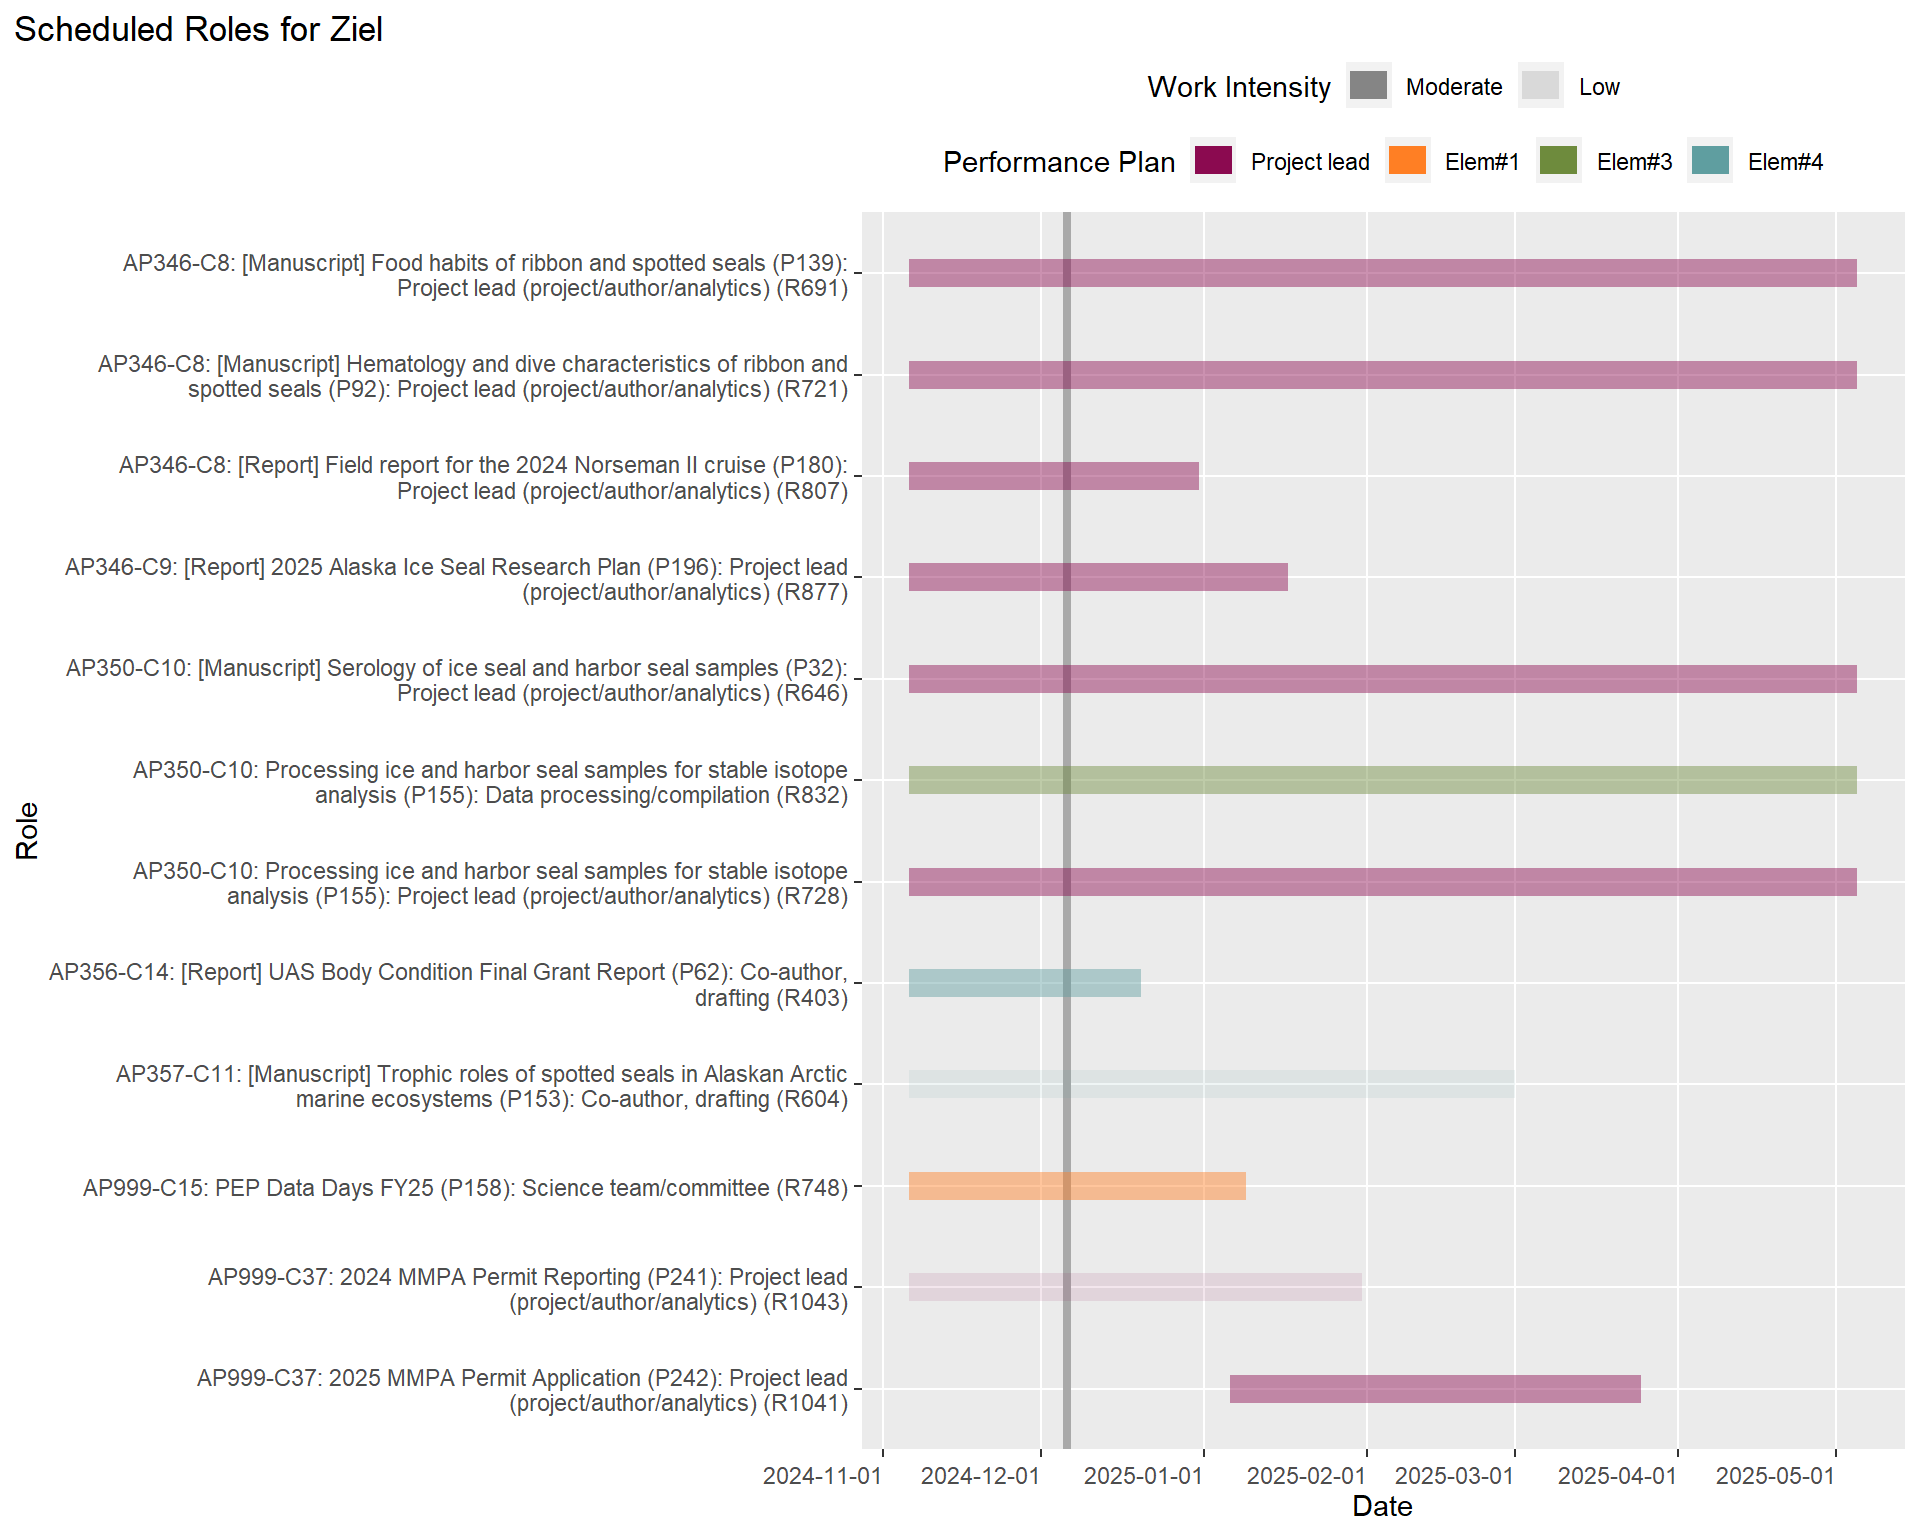 Scheduled Roles for Ziel
Work Intensity Moderate Low
Performance Plan Project lead Elem#1 Elem#3 Elem#4
AP346-C8: [Manuscript] Food habits of ribbon and spotted seals (P139):
Project lead (project/author/analytics) (R691)
AP346-C8: [Manuscript] Hematology and dive characteristics of ribbon and
spotted seals (P92): Project lead (project/author/analytics) (R721)
AP346-C8: [Report] Field report for the 2024 Norseman II cruise (P180):
Project lead (project/author/analytics) (R807)
AP346-C9: [Report] 2025 Alaska Ice Seal Research Plan (P196): Project lead
(project/author/analytics) (R877)
AP350-C10: [Manuscript] Serology of ice seal and harbor seal samples (P32):
Project lead (project/author/analytics) (R646)
AP350-C10: Processing ice and harbor seal samples for stable isotope
analysis (P155): Data processing/compilation (R832)
AP350-C10: Processing ice and harbor seal samples for stable isotope
analysis (P155): Project lead (project/author/analytics) (R728)
AP356-C14: [Report] UAS Body Condition Final Grant Report (P62): Co-author,
drafting (R403)
AP357-C11: [Manuscript] Trophic roles of spotted seals in Alaskan Arctic
marine ecosystems (P153): Co-author, drafting (R604)
AP999-C15: PEP Data Days FY25 (P158): Science team/committee (R748)
AP999-C37: 2024 MMPA Permit Reporting (P241): Project lead
(project/author/analytics) (R1043)
AP999-C37: 2025 MMPA Permit Application (P242): Project lead
(project/author/analytics) (R1041)
Role
2024-11-01 2024-12-01 2025-01-01 2025-02-01 2025-03-01 2025-04-01 2025-05-01
Date